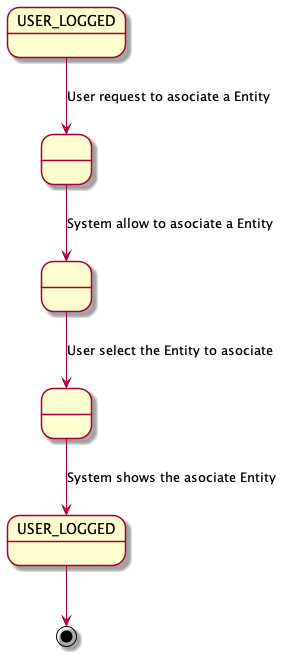 USER_LOGGED
User request to asociate a Entity
System allow to asociate a Entity
User select the Entity to asociate
System shows the asociate Entity
USER_LOGGED